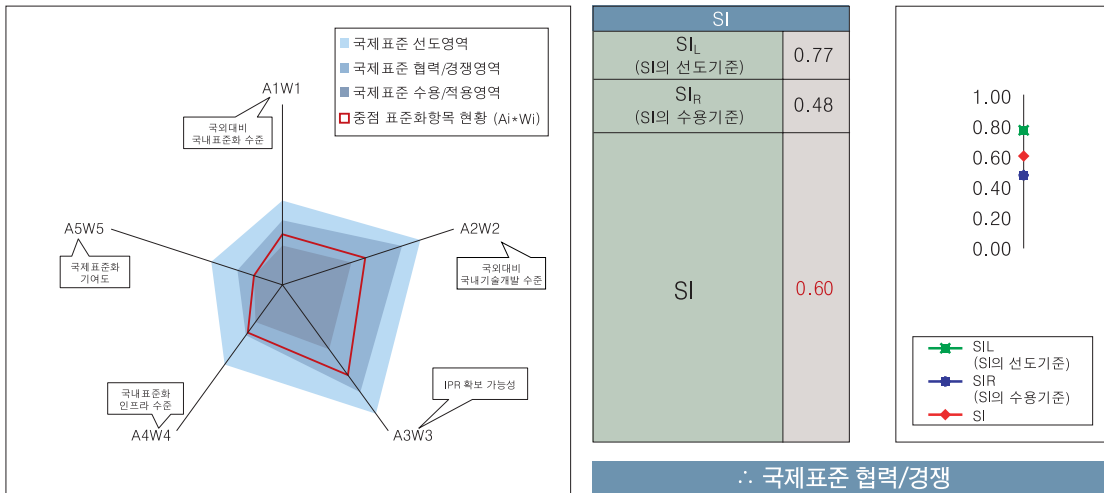 국제표준 선도영역
국제표준 협력/경쟁영역
국제표준 수용/적용영역
중점 표준화항목 현황 (Ai*Wi)
A1W1
국외대비
국내표준화 수준
A5W5
국제표준화
기여도
A2W2
국외대비
국내기술개발 수준
국내표준화
인프라 수준
A4W4
IPR 확보 가능성
A3W3
SI
SIL
(SI의 선도기준)
0.77
SIR
(SI의 수용기준)
0.48
SI
0.60
1.00
0.80
0.60
0.40
0.20
0.00
SIL
(SI의 선도기준)
SIR
(SI의 수용기준)
SI
∴ 국제표준 협력/경쟁